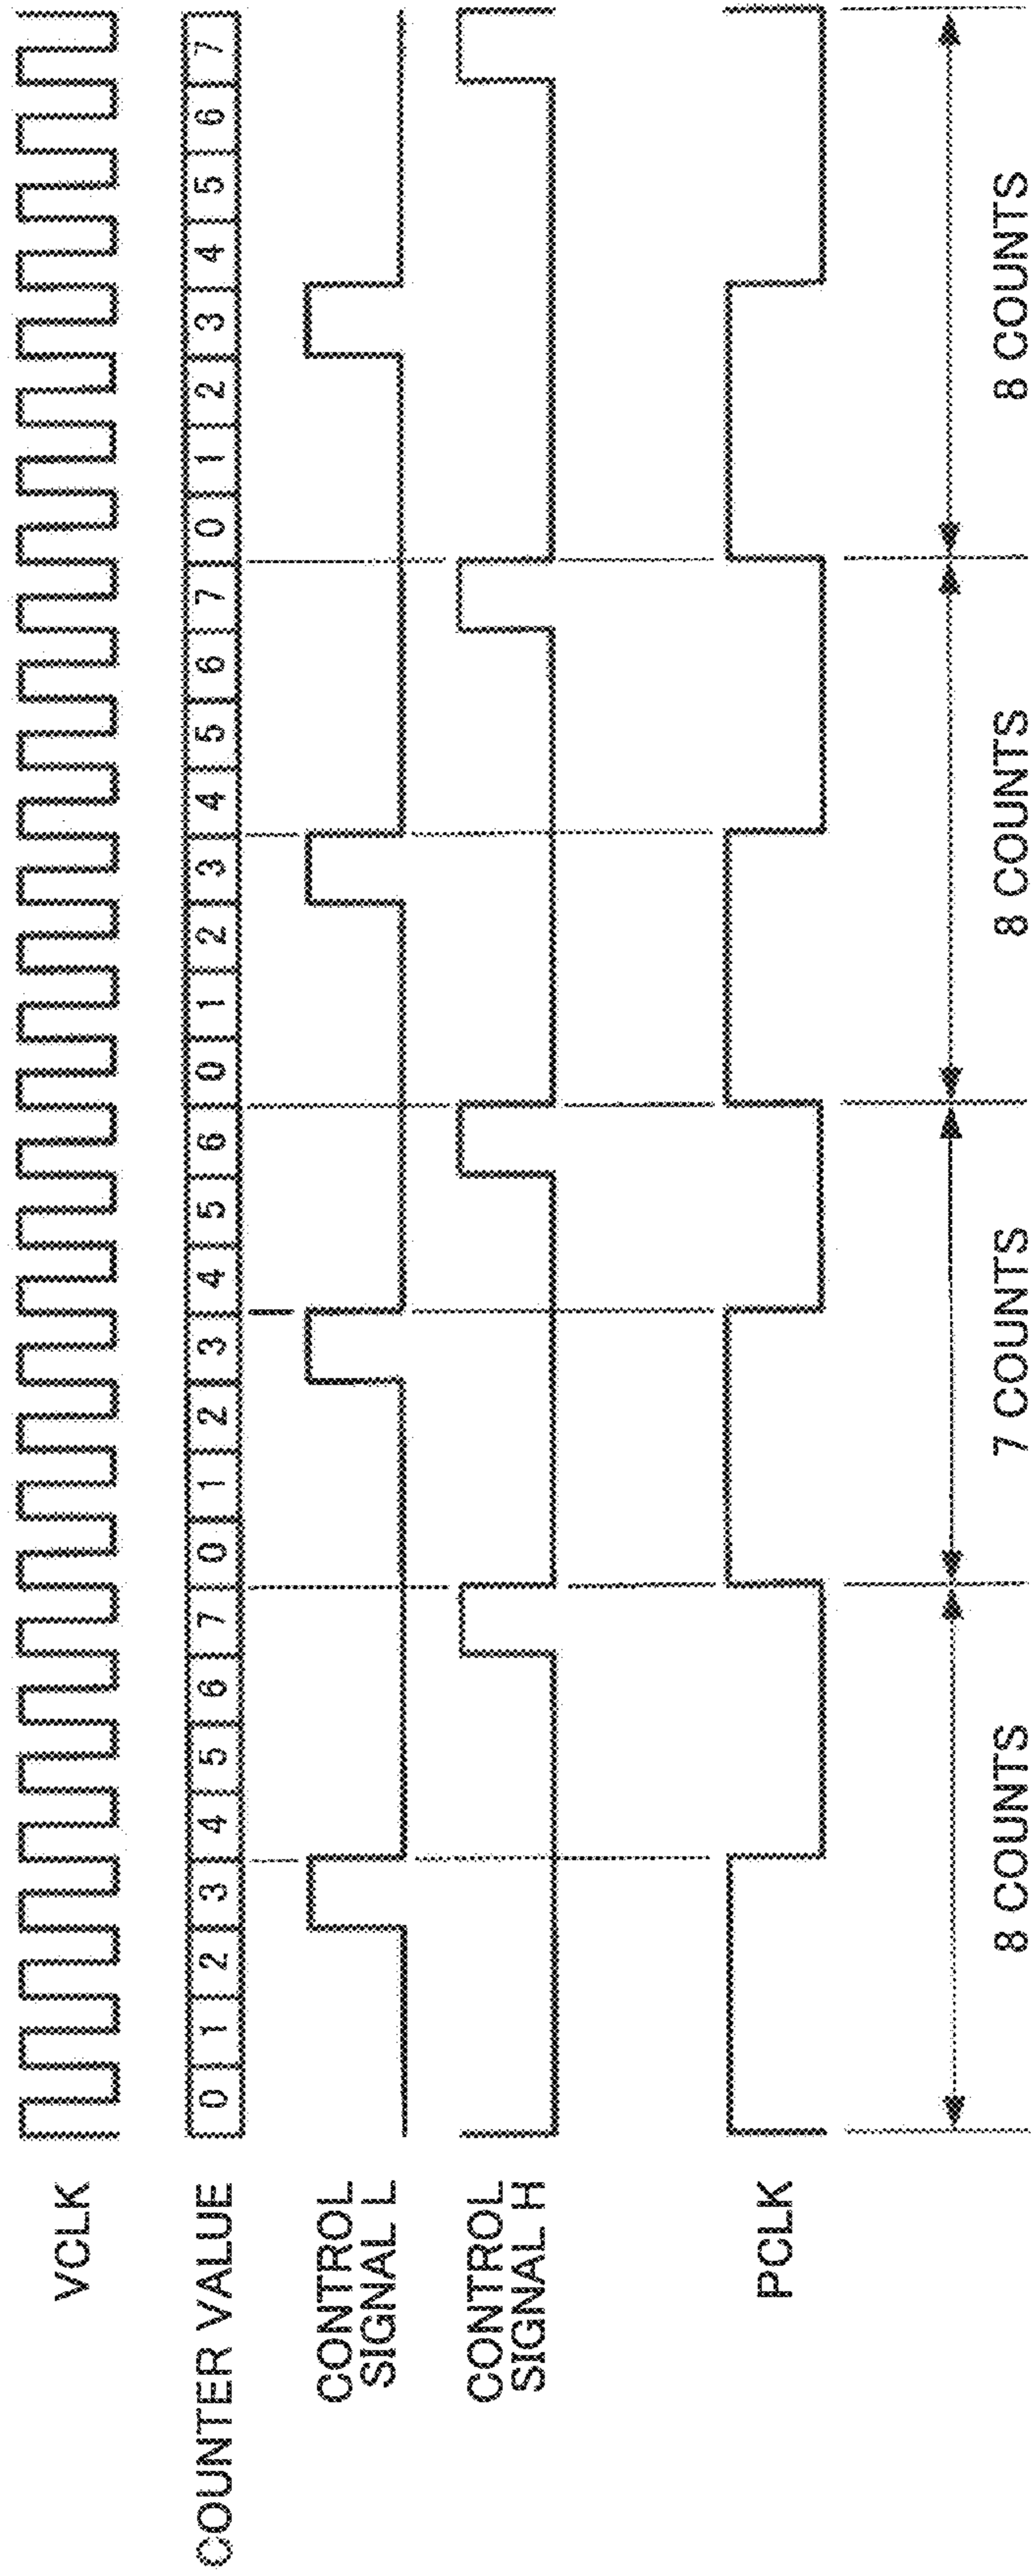 VCLK
COUNTER VALUE
0 1 2 3 4 5 6 7 0 1 2 3 4 5 6 0 1 2 3 4 5 6 7 0 1 2 3 4 5 6 7
CONTROL
SIGNAL L
CONTROL
SIGNAL H
PCLK
8 COUNTS
7 COUNTS
8 COUNTS
8 COUNTS